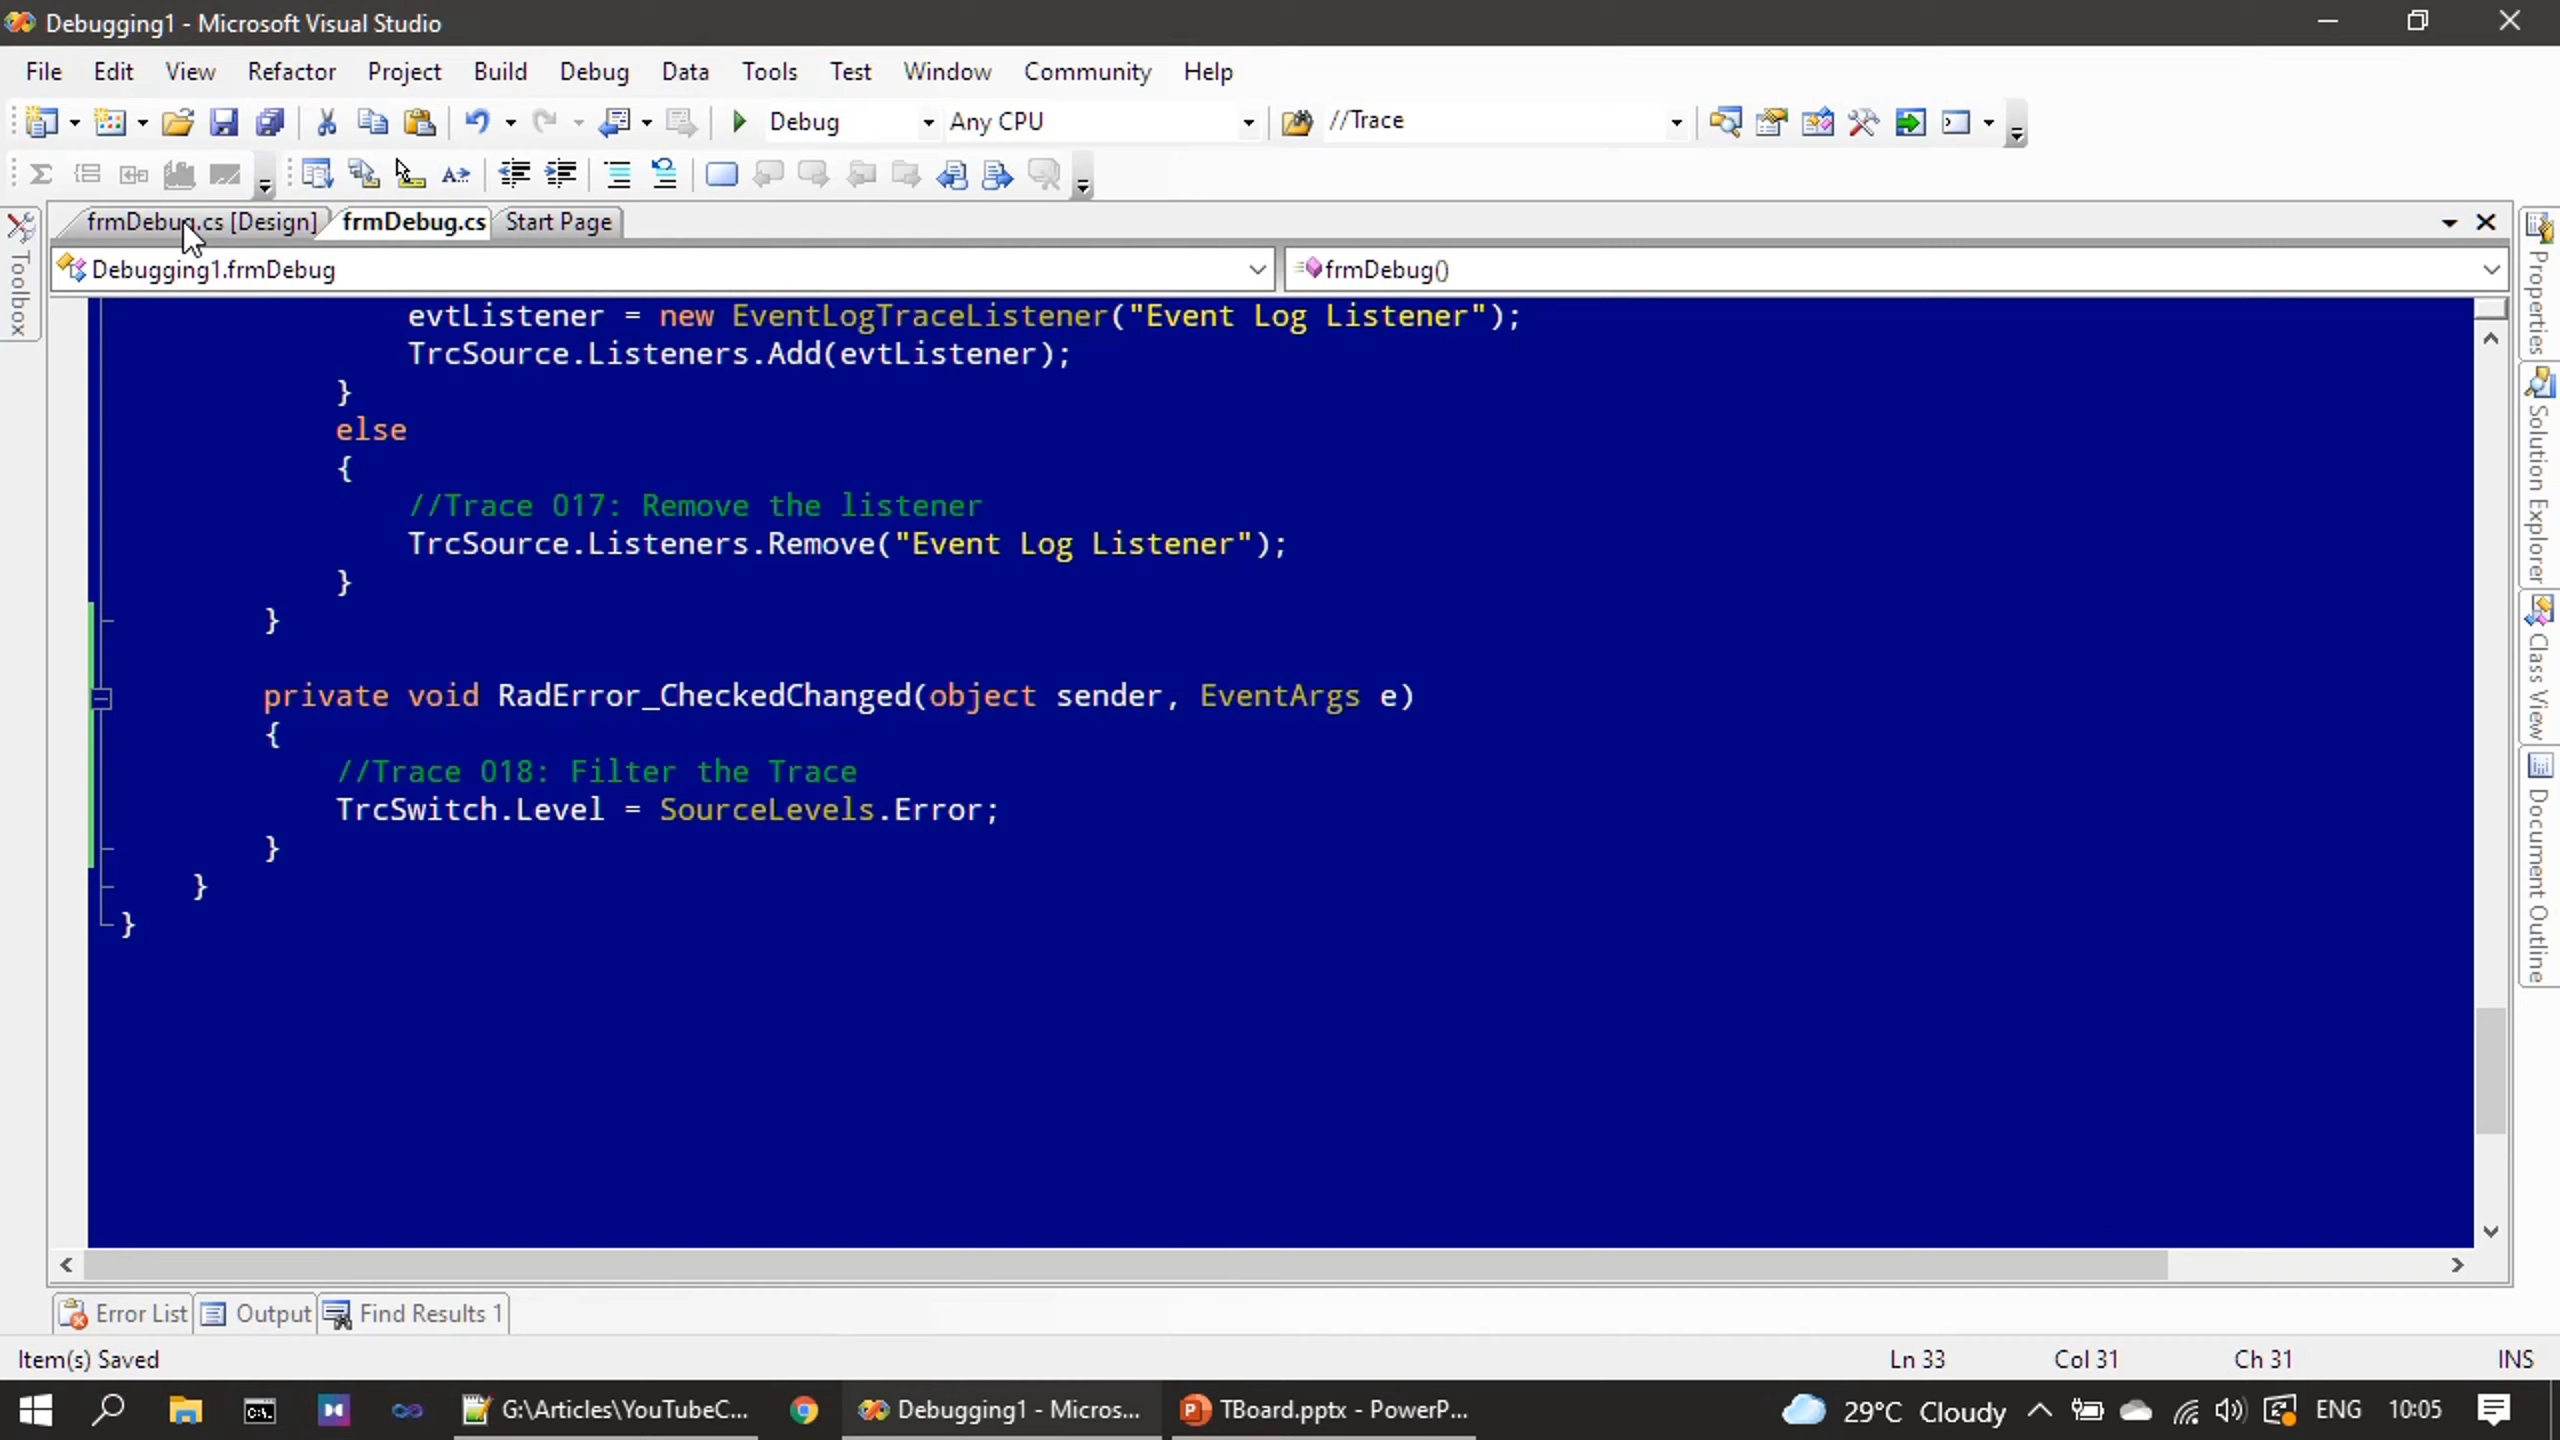 Debugging1 - Microsoft Visual Studio
File Edit View Refactor Project Build Debug Data Tools Test Window Community Help
Debug Any CPU //Trace
frmDebug.cs [Design] frmDebug.cs Start Page
Debugging1.frmDebug frmDebug()
evtListener = new EventLogTraceListener("Event Log Listener");
TrcSource.Listeners.Add(evtListener);
}
else
{
//Trace 017: Remove the listener
TrcSource.Listeners.Remove("Event Log Listener");
}
}
private void RadError_CheckedChanged(object sender, EventArgs e)
{
//Trace 018: Filter the Trace
TrcSwitch.Level = SourceLevels.Error;
}
}
}
Toolbox
Properties
Solution Explorer
Class View
Document Outline
Error List Output Find Results 1
Item(s) Saved Ln 33 Col 31 Ch 31 INS
G:\Articles\YouTubeC... Debugging1 - Micros... TBoard.pptx - PowerP... 29°C Cloudy ENG 10:05